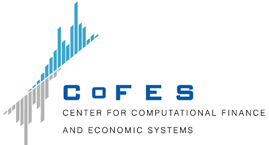 CoFES
CENTER FOR COMPUTATIONAL FINANCE
AND ECONOMIC SYSTEMS